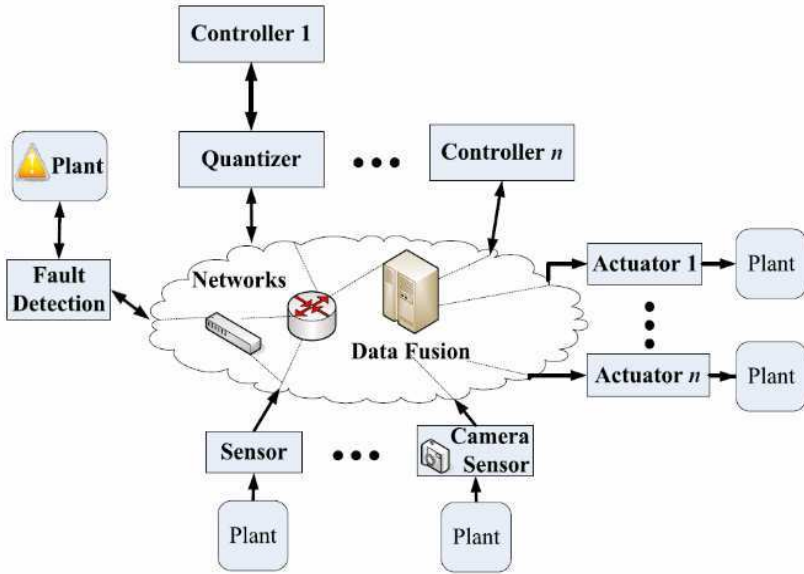 Controller 1
Quantizer
Controller n
Plant
Fault
Detection
Networks
Data Fusion
Actuator 1
Plant
Actuator n
Plant
Sensor
Camera
Sensor
Plant
Plant